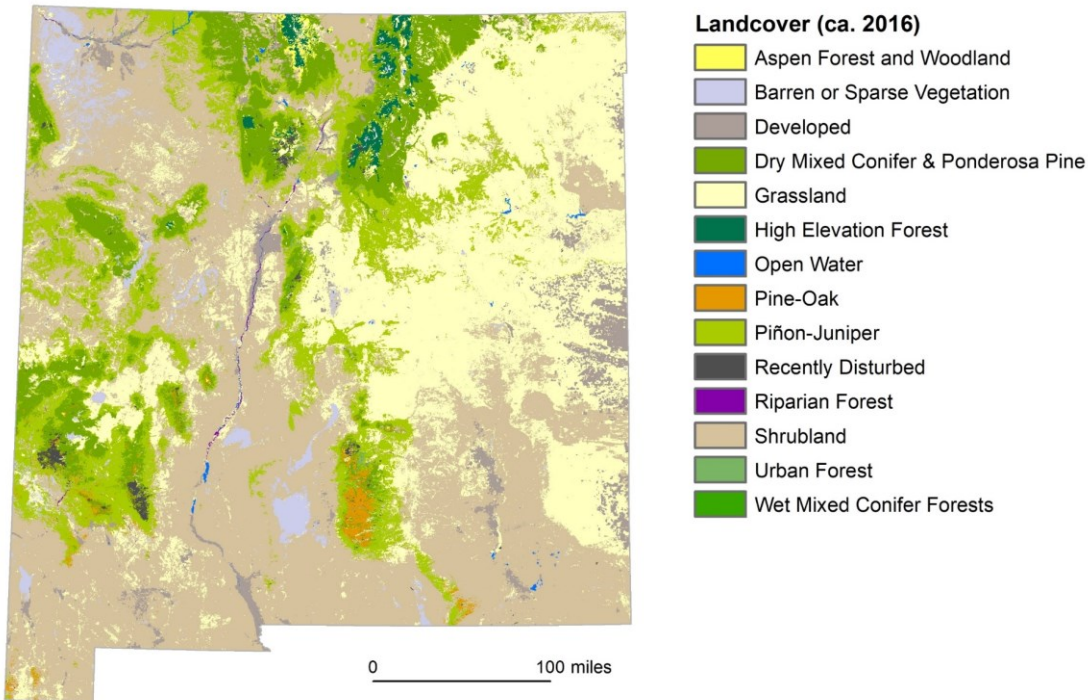 Landcover (ca. 2016)
Aspen Forest and Woodland
Barren or Sparse Vegetation
Developed
Dry Mixed Conifer & Ponderosa Pine
Grassland
High Elevation Forest
Open Water
Pine-Oak
Piñon-Juniper
Recently Disturbed
Riparian Forest
Shrubland
Urban Forest
Wet Mixed Conifer Forests
0 100 miles